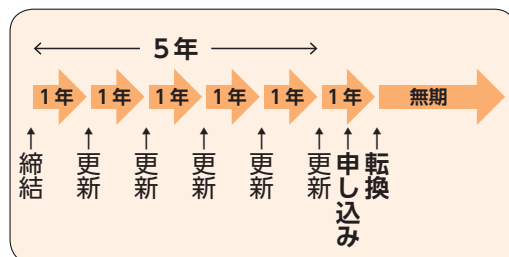 5年
1年 1年 1年 1年 1年 1年 無期
締結
更新
更新
更新
更新
更新
申し込み
転換